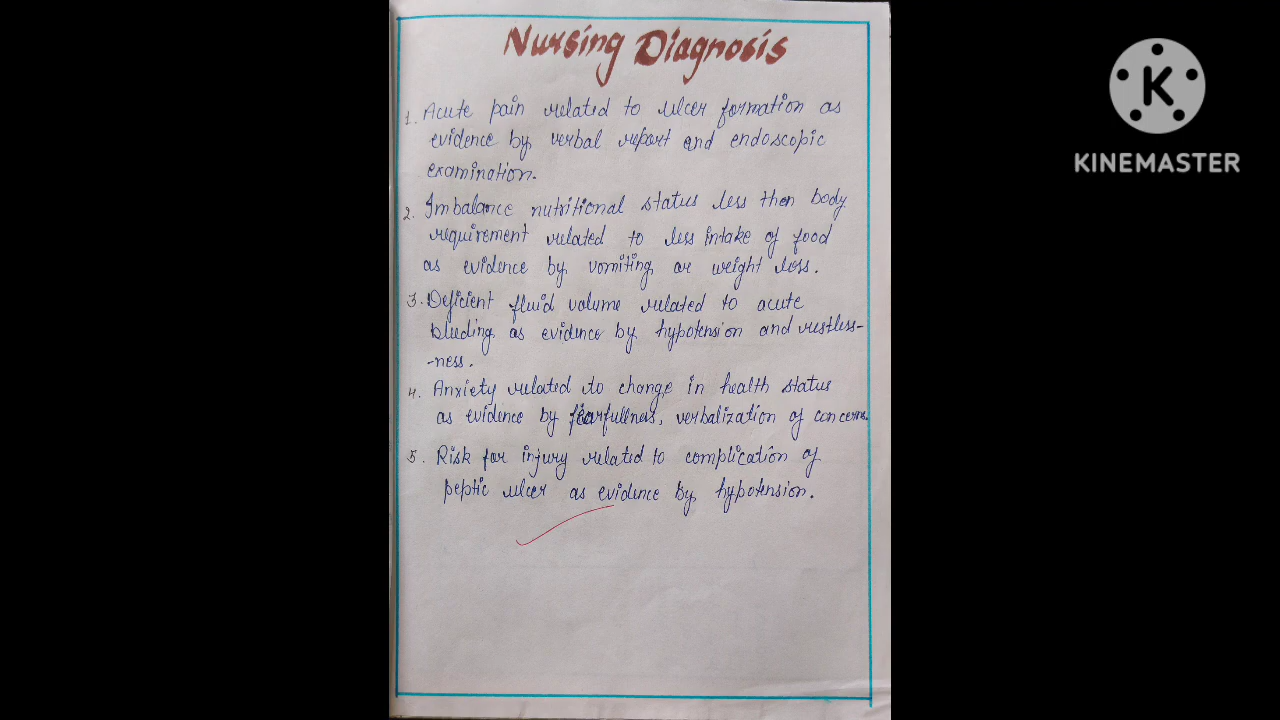 Nursing Diagnosis
1. Acute pain related to ulcer formation as
evidence by verbal report and endoscopic
examination.
2. Imbalance nutritional status less then body
requirement related to less intake of food
as evidence by vomiting or weight loss.
3. Deficient fluid volume related to acute
bleeding as evidence by hypotension and restless-
-ness.
4. Anxiety related to change in health status
as evidence by fearfullness, verbalization of concerns.
5. Risk for injury related to complication of
peptic ulcer as evidence by hypotension.
K
KINEMASTER